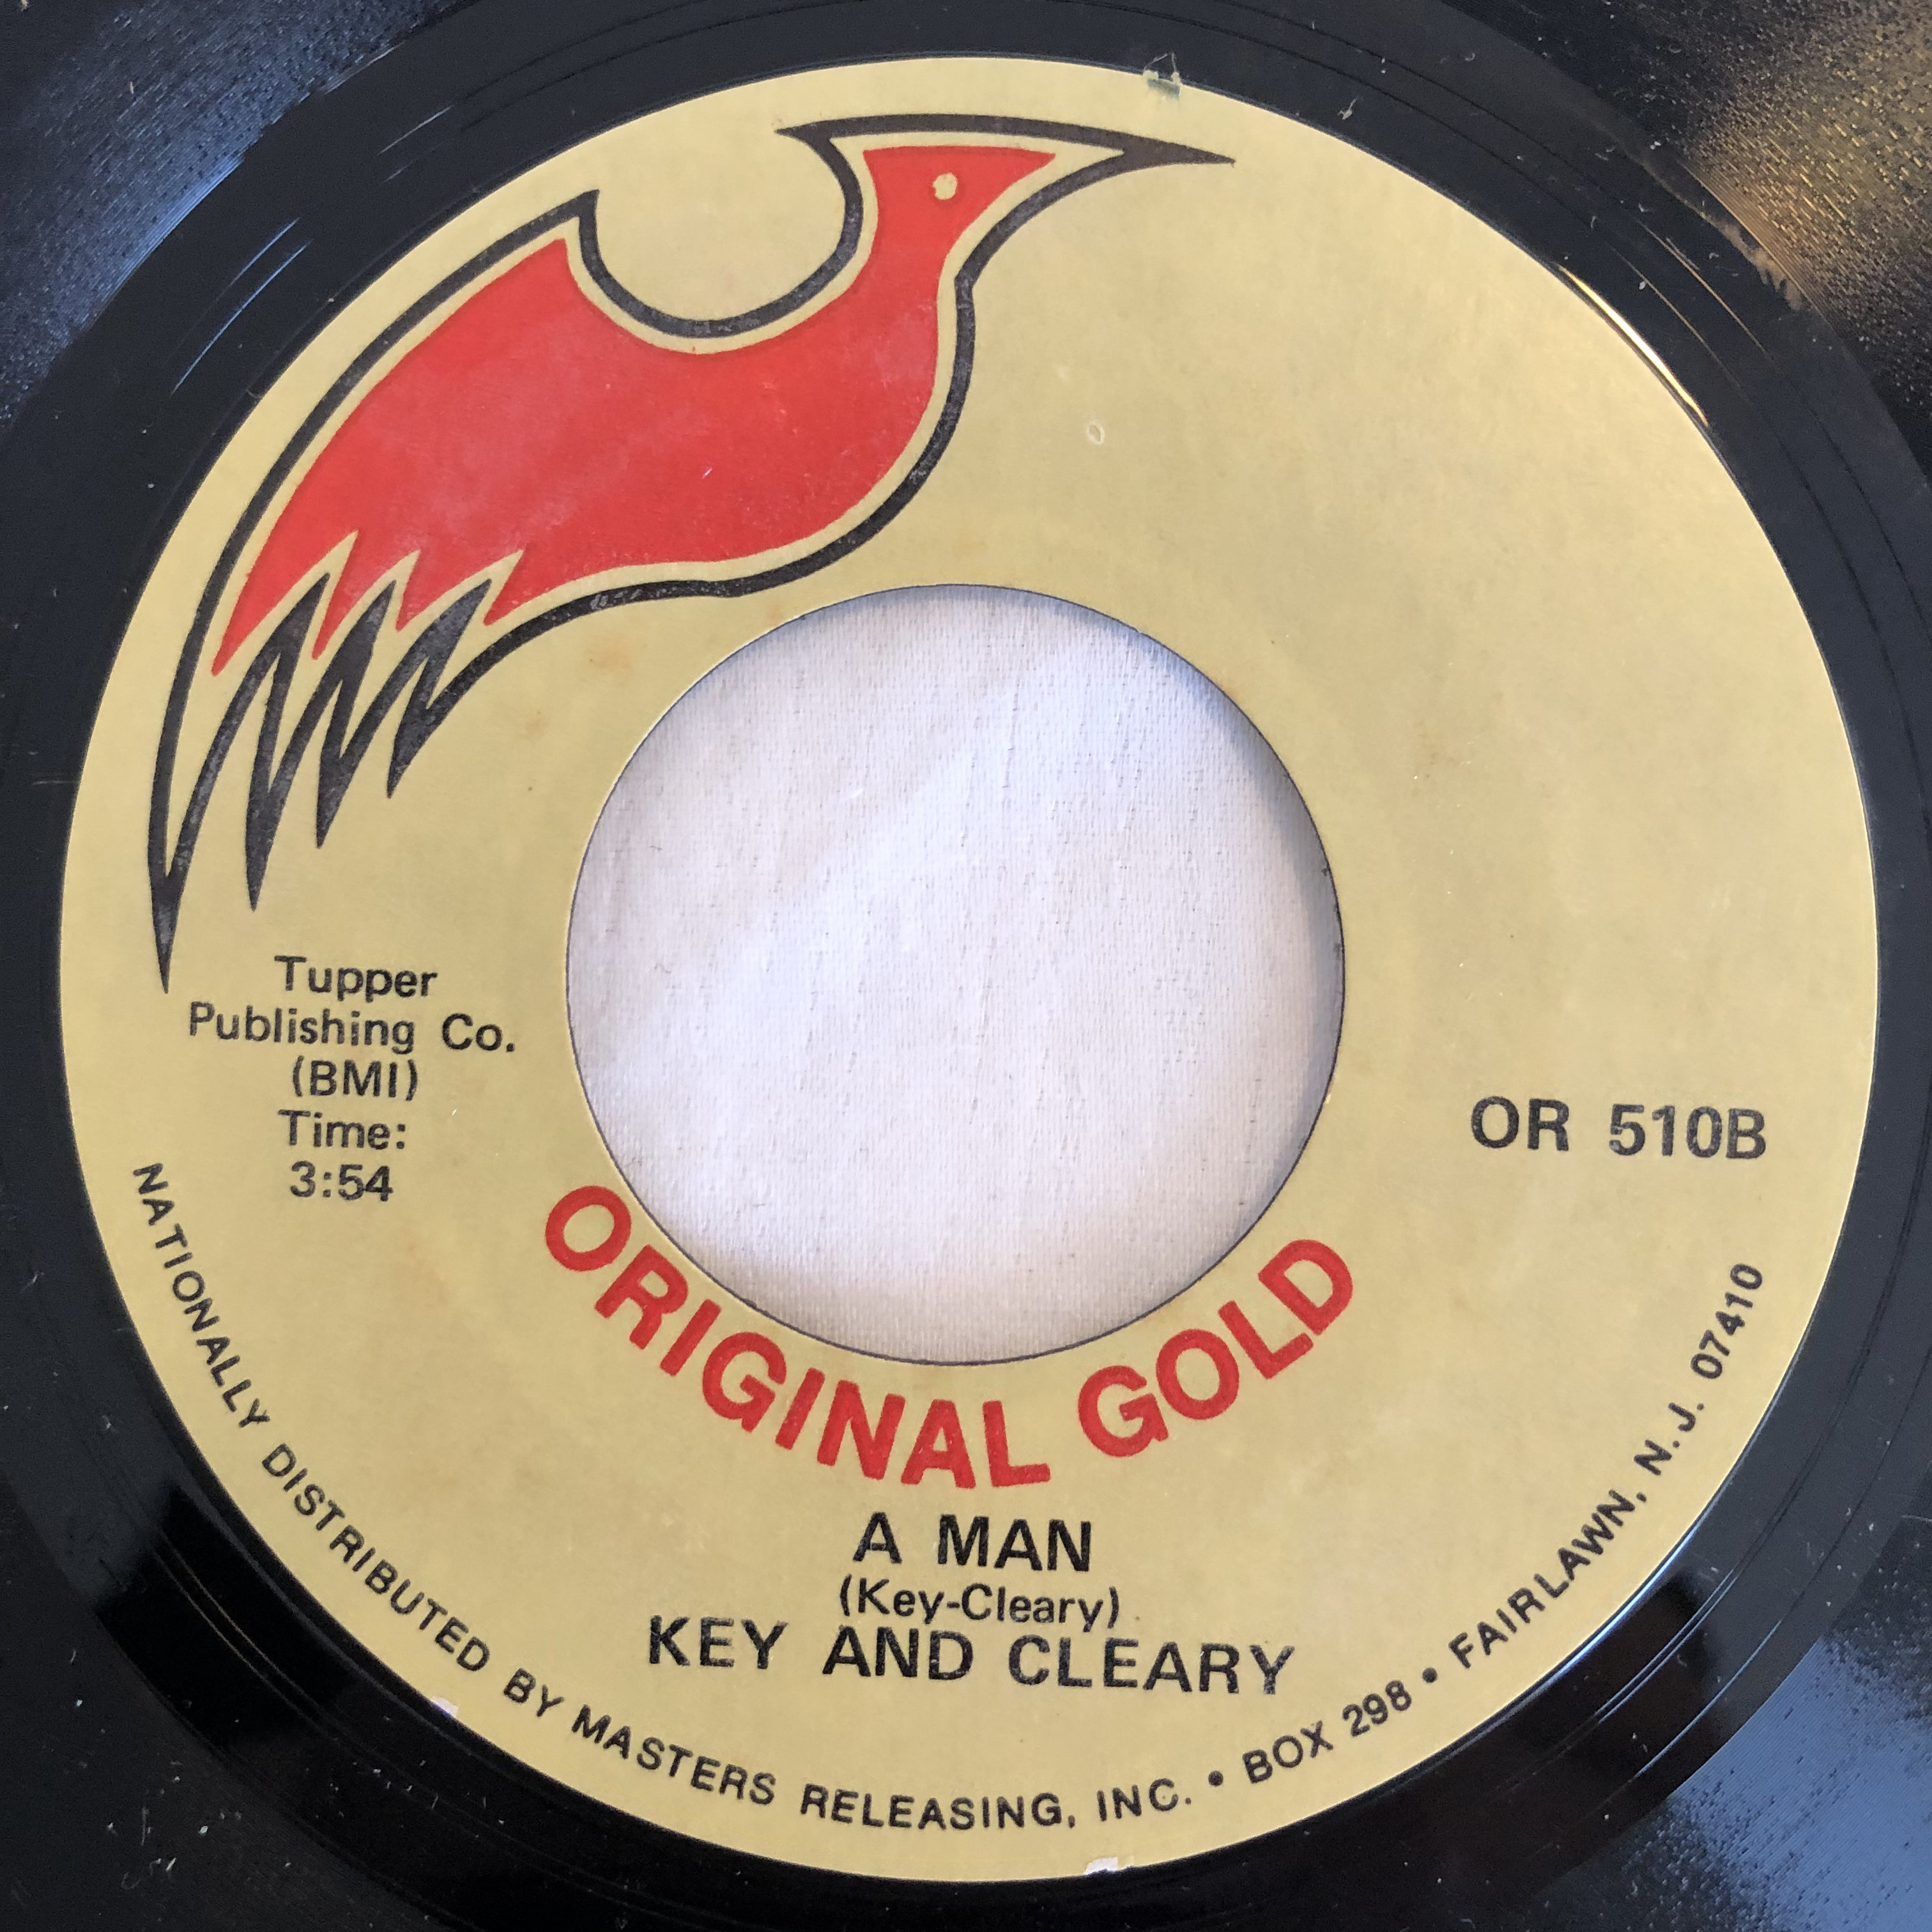 Tupper
Publishing Co.
(BMI)
Time:
3:54
OR 510B
ORIGINAL GOLD
A MAN
(Key-Cleary)
KEY AND CLEARY
NATIONALLY DISTRIBUTED BY MASTERS RELEASING, INC. • BOX 298 • FAIRLAWN, N.J. 07410